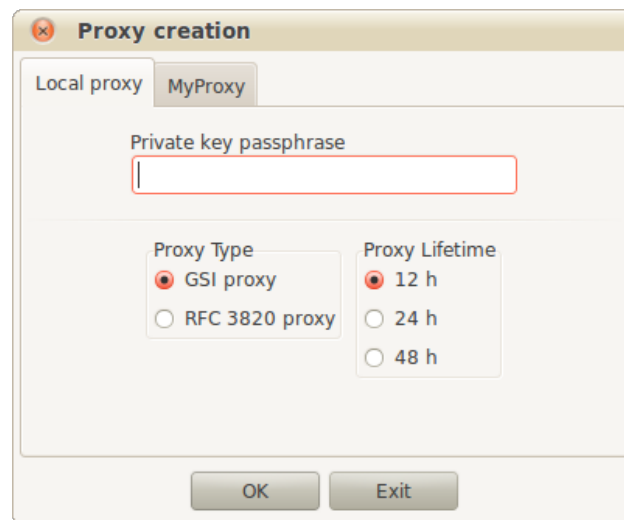 Proxy creation
Local proxy
MyProxy
Private key passphrase
Proxy Type
GSI proxy
RFC 3820 proxy
Proxy Lifetime
12 h
24 h
48 h
OK
Exit